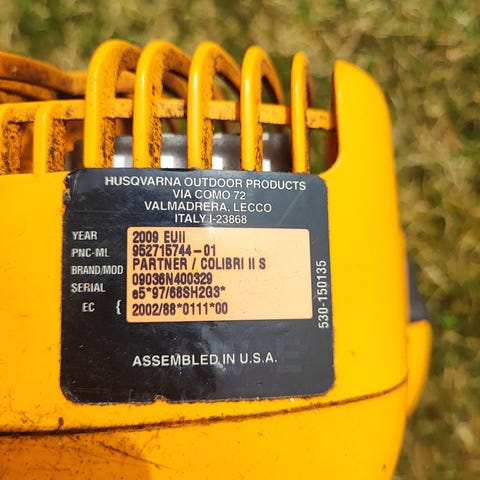 HUSQVARNA OUTDOOR PRODUCTS
VIA COMO 72
VALMADRERA, LECCO
ITALY I-23868
YEAR 2009 EUII
PNC-ML 952715744-01
BRAND/MOD PARTNER / COLIBRI II S
SERIAL 09036N400329
e5*97/68SH2G3*
EC { 2002/88*0111*00
ASSEMBLED IN U.S.A.
530-150135